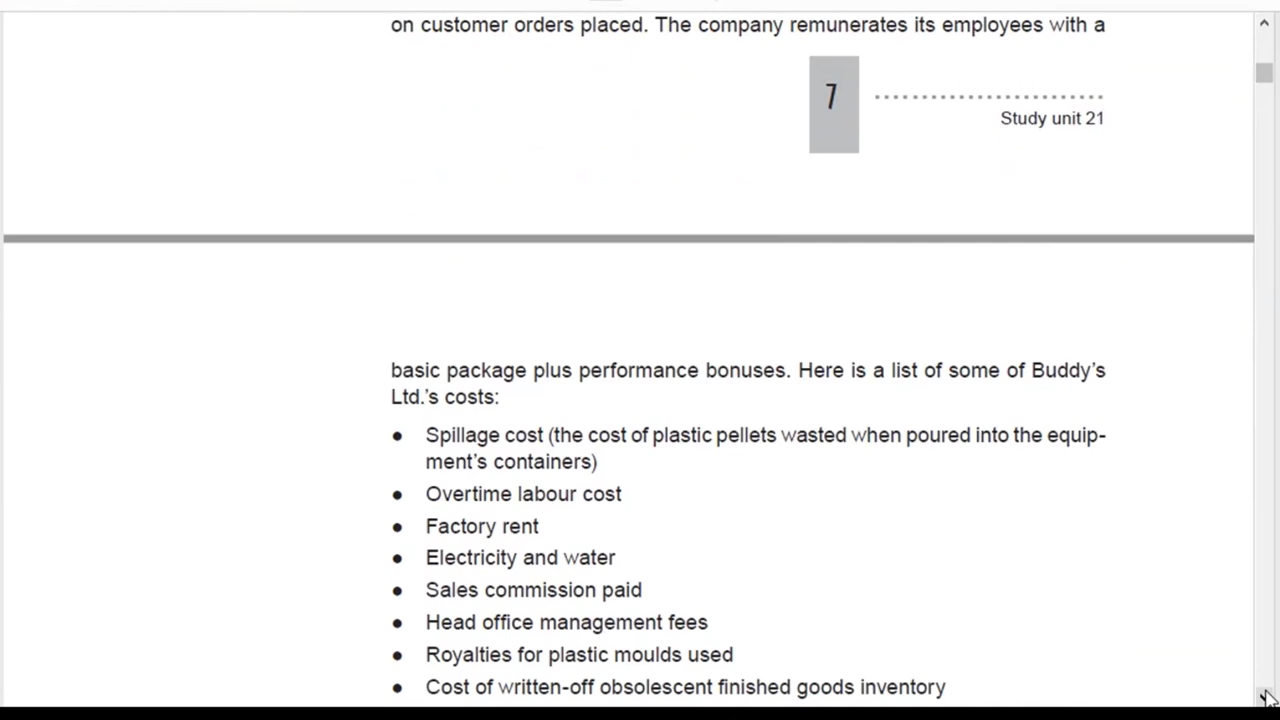 on customer orders placed. The company remunerates its employees with a
7
Study unit 21
basic package plus performance bonuses. Here is a list of some of Buddy's
Ltd.'s costs:
● Spillage cost (the cost of plastic pellets wasted when poured into the equip-
ment's containers)
● Overtime labour cost
● Factory rent
● Electricity and water
● Sales commission paid
● Head office management fees
● Royalties for plastic moulds used
● Cost of written-off obsolescent finished goods inventory